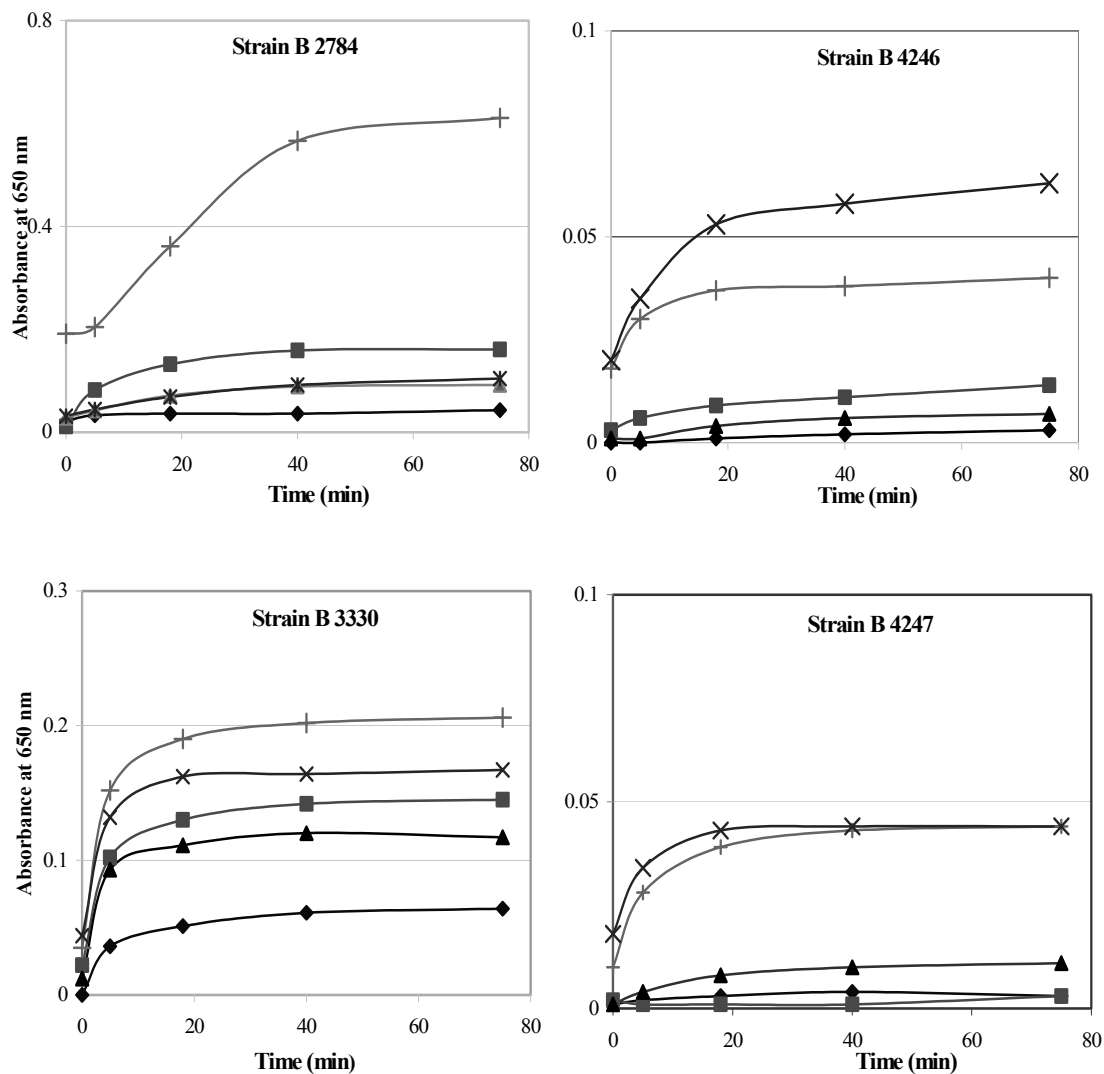 Strain B 2784
Absorbance at 650 nm
0.8
0.4
0
0 20 40 60 80
Time (min)
Strain B 4246
0.1
0.05
0
0 20 40 60 80
Time (min)
Strain B 3330
Absorbance at 650 nm
0.3
0.2
0.1
0
0 20 40 60 80
Time (min)
Strain B 4247
0.1
0.05
0
0 20 40 60 80
Time (min)